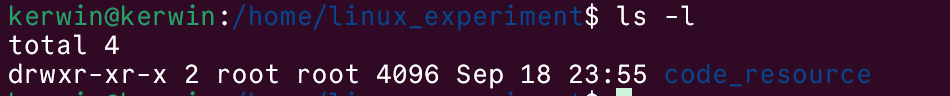 kerwin@kerwin:/home/linux_experiment$ ls -l
total 4
drwxr-xr-x 2 root root 4096 Sep 18 23:55 code_resource